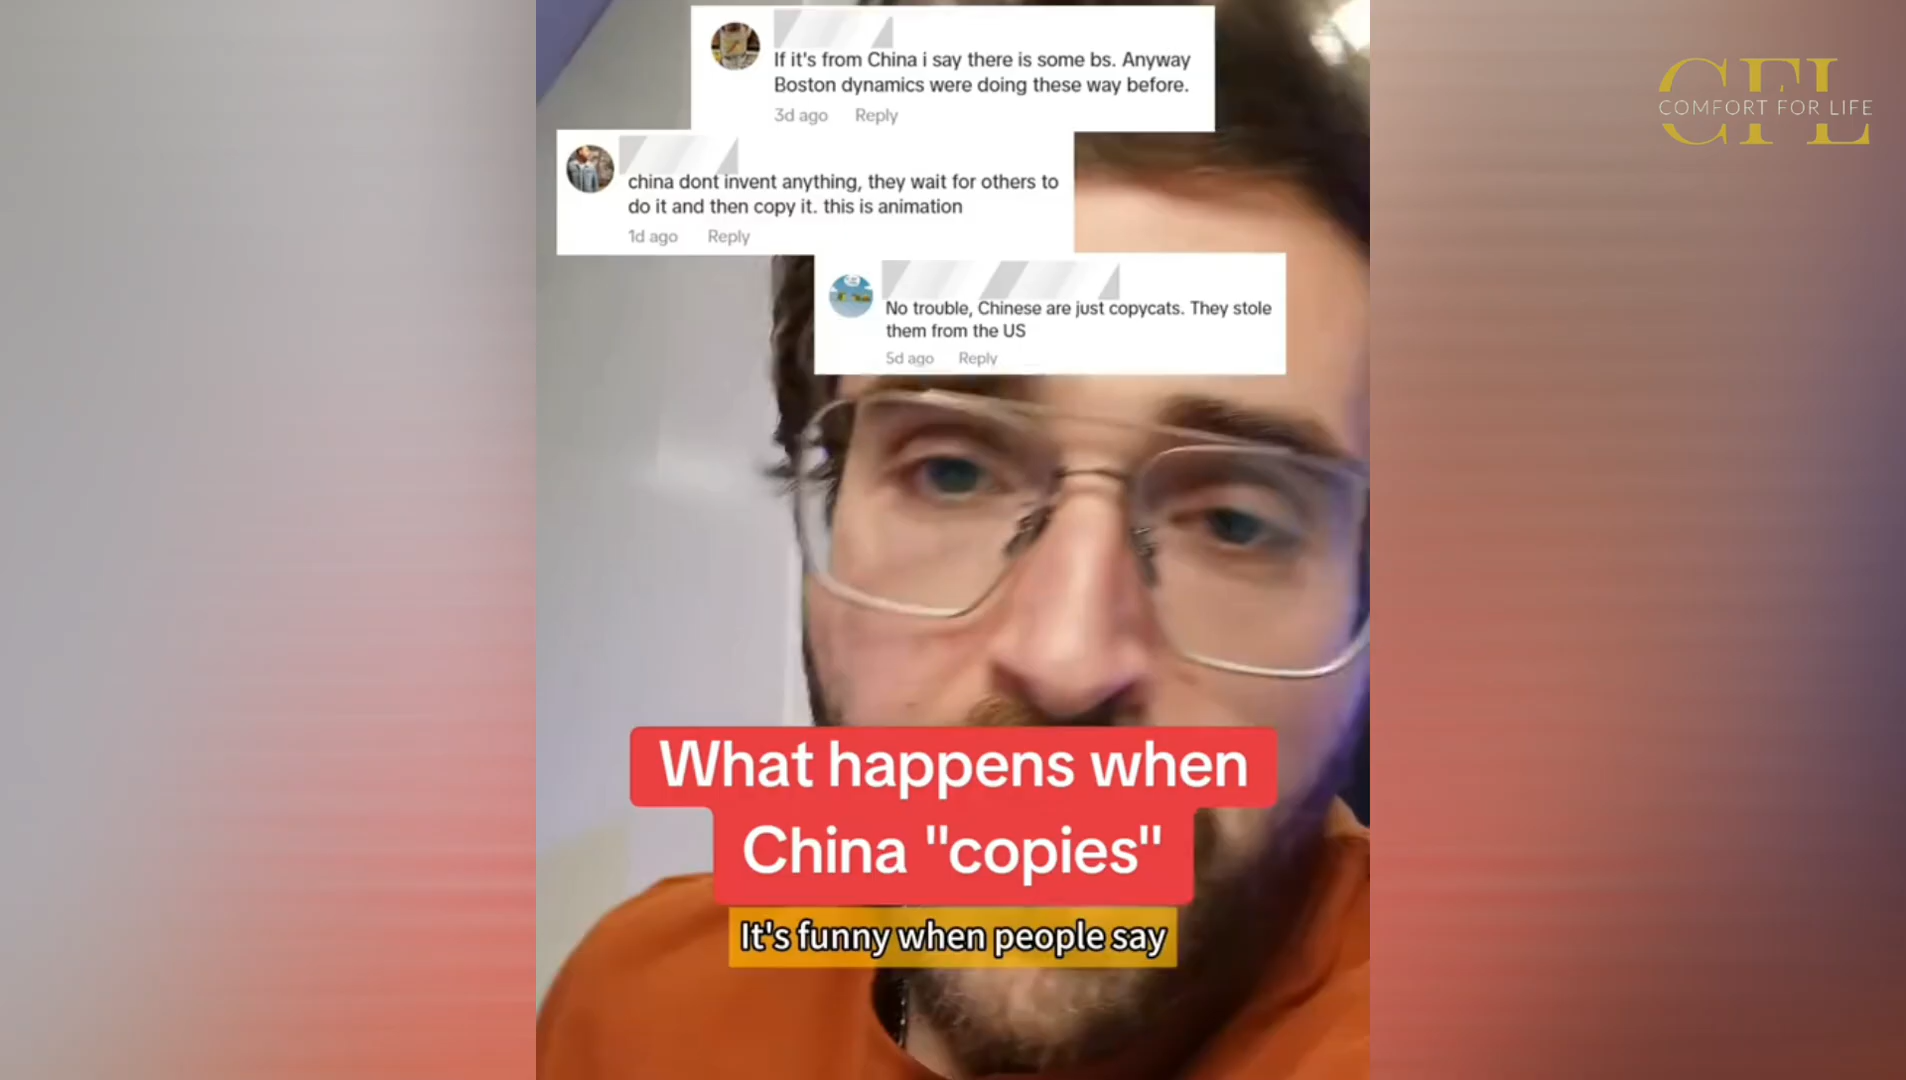 If it's from China i say there is some bs. Anyway
Boston dynamics were doing these way before.
3d ago Reply
CFL
COMFORT FOR LIFE
china dont invent anything, they wait for others to
do it and then copy it. this is animation
1d ago Reply
No trouble, Chinese are just copycats. They stole
them from the US
5d ago Reply
What happens when
China "copies"
It's funny when people say